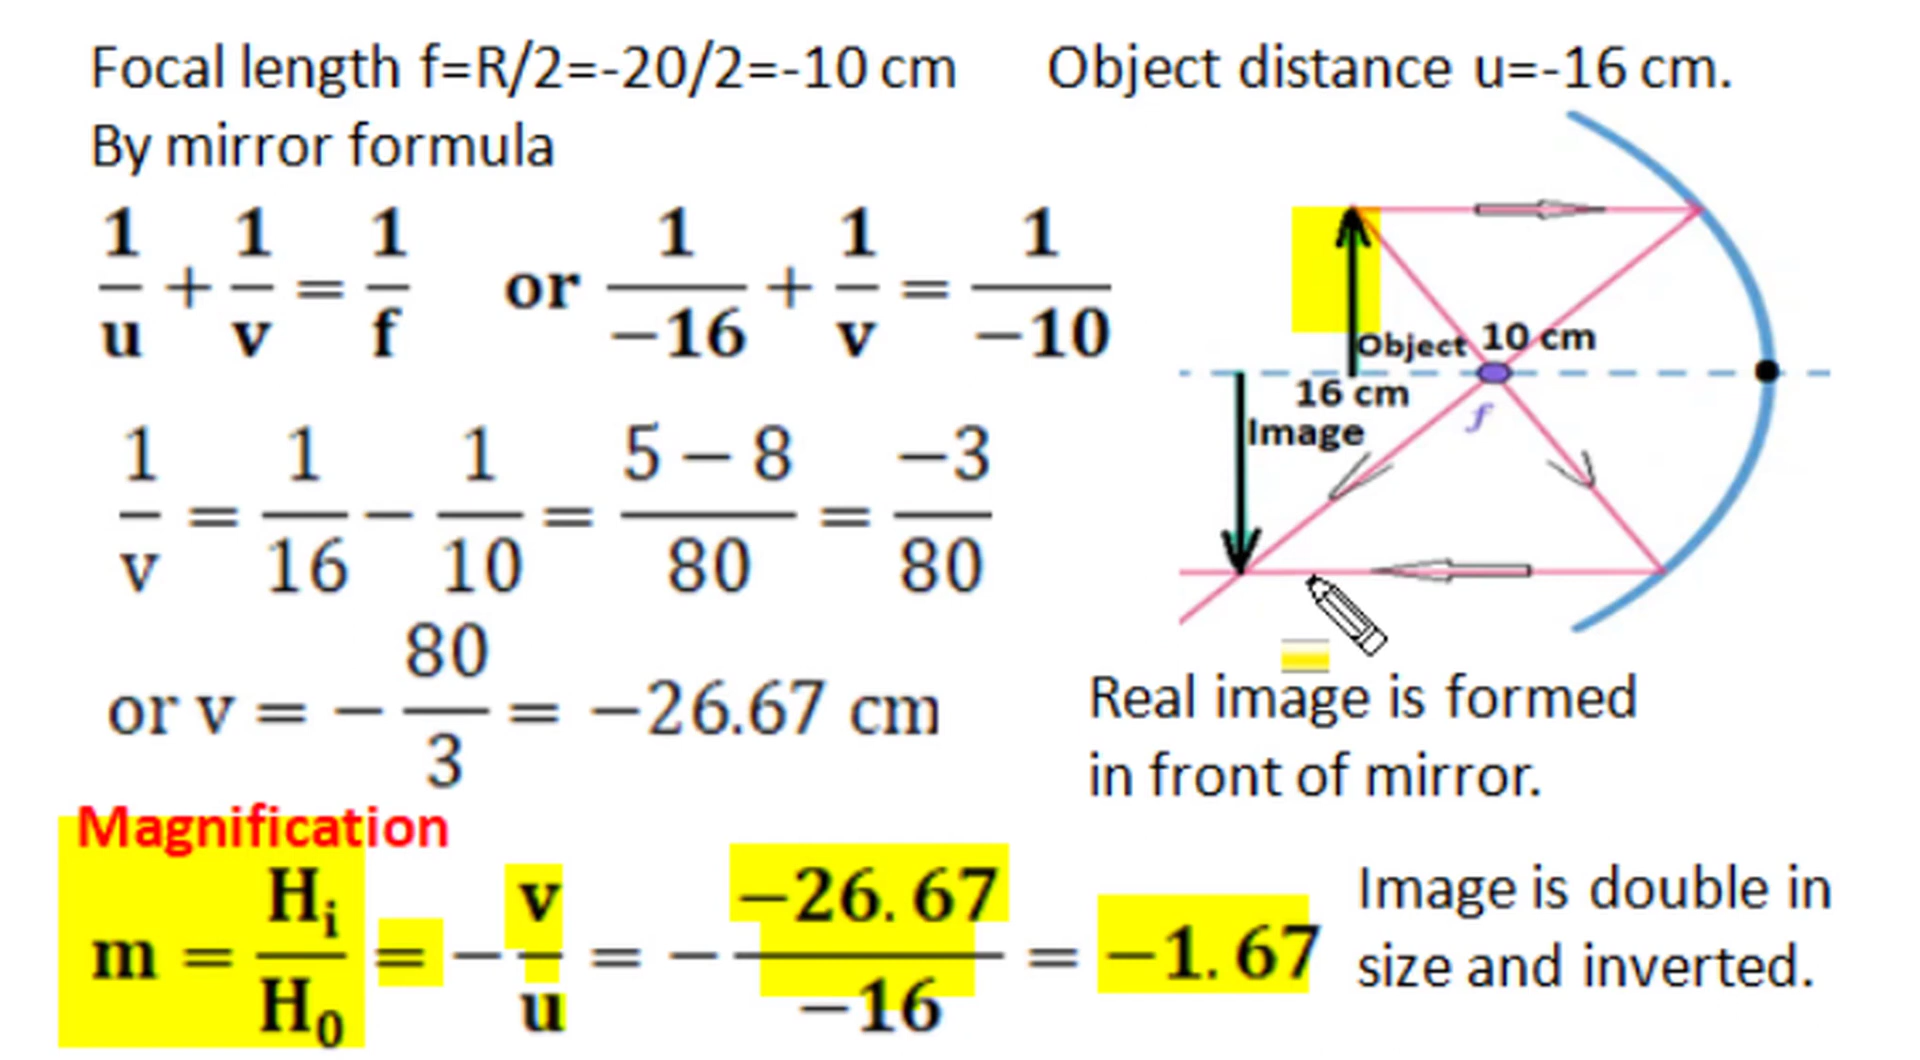 Focal length f=R/2=-20/2=-10 cm Object distance u=-16 cm.
By mirror formula
1/u + 1/v = 1/f or 1/−16 + 1/v = 1/−10
1/v = 1/16 − 1/10 = 5 − 8/80 = −3/80
or v = − 80/3 = −26.67 cm
Object 10 cm
16 cm
f
Image
Real image is formed
in front of mirror.
Magnification
m = Hi/H0 = − v/u = − −26.67/−16 = −1.67
Image is double in
size and inverted.